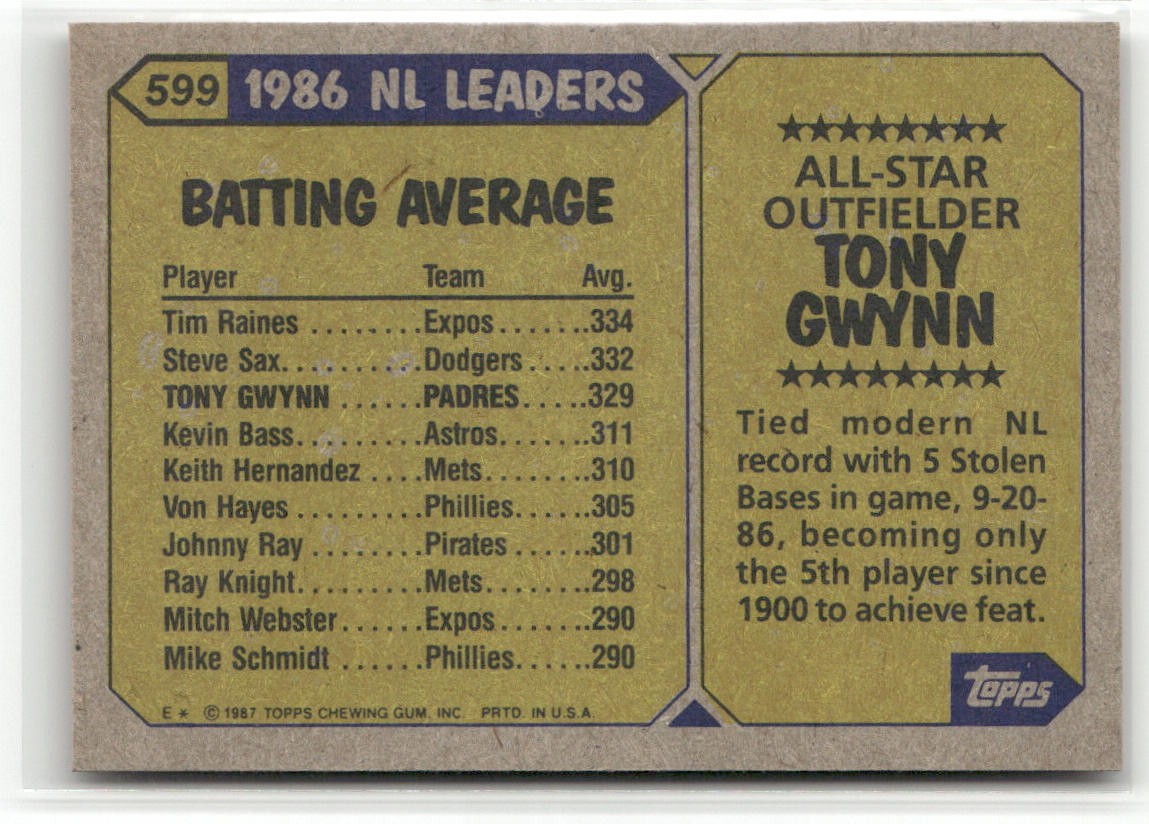 599 1986 NL LEADERS
BATTING AVERAGE
Player Team Avg.
Tim Raines ........Expos.......334
Steve Sax..........Dodgers .....332
TONY GWYNN ......PADRES.....329
Kevin Bass.........Astros.......311
Keith Hernandez ....Mets........310
Von Hayes .........Phillies......305
Johnny Ray ........Pirates ......301
Ray Knight.........Mets........298
Mitch Webster......Expos.......290
Mike Schmidt ......Phillies......290
E * © 1987 TOPPS CHEWING GUM, INC. PRTD. IN U.S.A.
★★★★★★★★
ALL-STAR
OUTFIELDER
TONY
GWYNN
★★★★★★★★
Tied modern NL
record with 5 Stolen
Bases in game, 9-20-
86, becoming only
the 5th player since
1900 to achieve feat.
topps